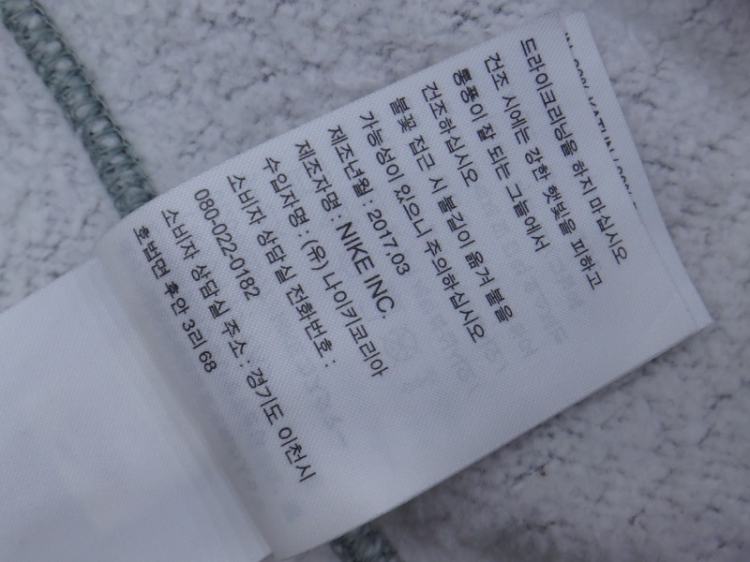 드라이크리닝을 하지 마십시오
건조 시에는 강한 햇빛을 피하고
통풍이 잘 되는 그늘에서
건조하십시오
불꽃 접근 시 불길이 옮겨 붙을
가능성이 있으니 주의하십시오
제조년월 : 2017.03
제조자명 : NIKE INC.
수입자명 : (유) 나이키코리아
소비자 상담실 전화번호 :
080-022-0182
소비자 상담실 주소 : 경기도 이천시
호법면 후안 3리 68